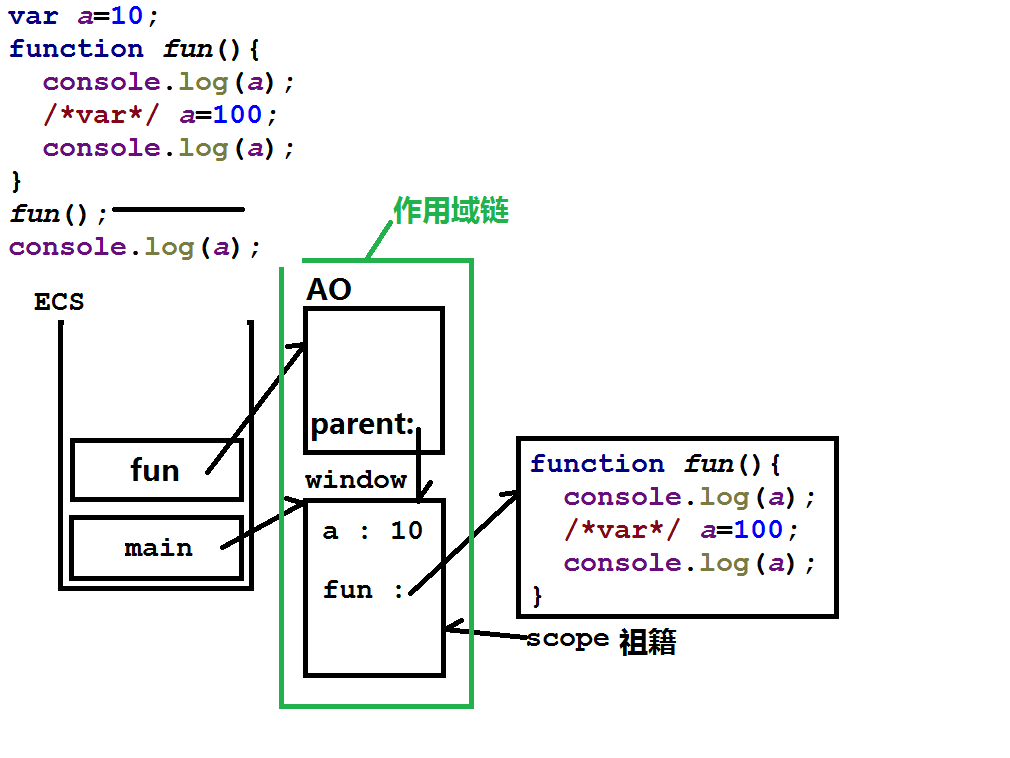 var a=10;
function fun(){
  console.log(a);
  /*var*/ a=100;
  console.log(a);
}
fun();
console.log(a);
作用域链
ECS
AO
parent:
fun
window
main
a : 10
fun :
function fun(){
  console.log(a);
  /*var*/ a=100;
  console.log(a);
}
scope 祖籍